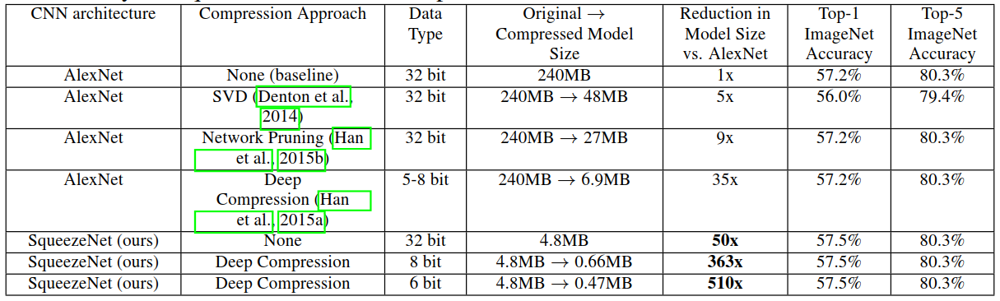 CNN architecture Compression Approach Data Type Original → Compressed Model Size Reduction in Model Size vs. AlexNet Top-1 ImageNet Accuracy Top-5 ImageNet Accuracy
AlexNet None (baseline) 32 bit 240MB 1x 57.2% 80.3%
AlexNet SVD (Denton et al., 2014) 32 bit 240MB → 48MB 5x 56.0% 79.4%
AlexNet Network Pruning (Han et al., 2015b) 32 bit 240MB → 27MB 9x 57.2% 80.3%
AlexNet Deep Compression (Han et al., 2015a) 5-8 bit 240MB → 6.9MB 35x 57.2% 80.3%
SqueezeNet (ours) None 32 bit 4.8MB 50x 57.5% 80.3%
SqueezeNet (ours) Deep Compression 8 bit 4.8MB → 0.66MB 363x 57.5% 80.3%
SqueezeNet (ours) Deep Compression 6 bit 4.8MB → 0.47MB 510x 57.5% 80.3%